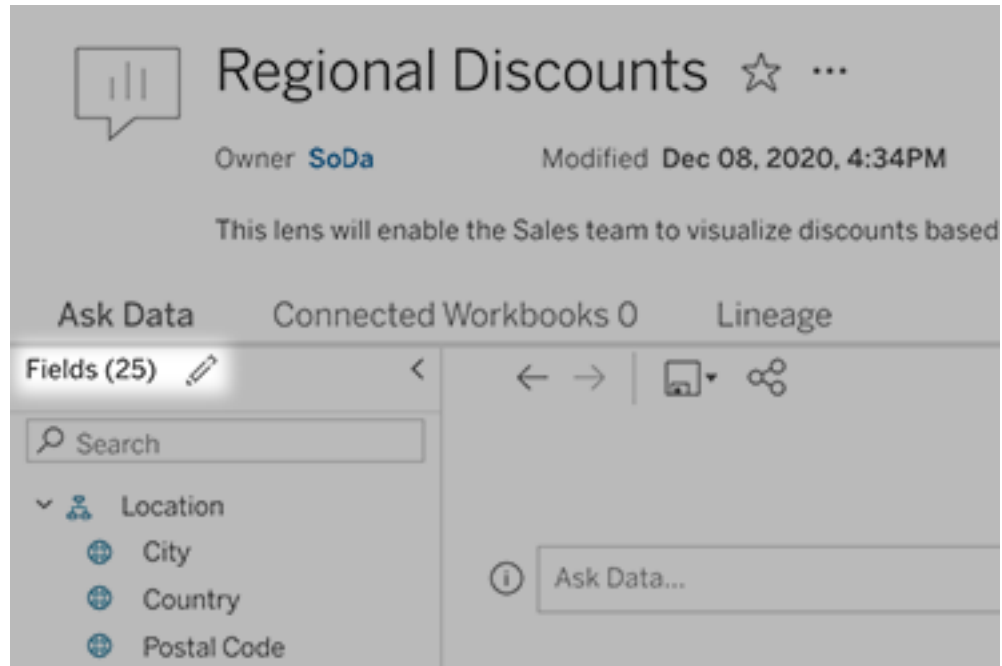 Regional Discounts
Owner SoDa Modified Dec 08, 2020, 4:34PM
This lens will enable the Sales team to visualize discounts based
Ask Data Connected Workbooks 0 Lineage
Fields (25)
Search
Location
City
Ask Data...
Country
Postal Code